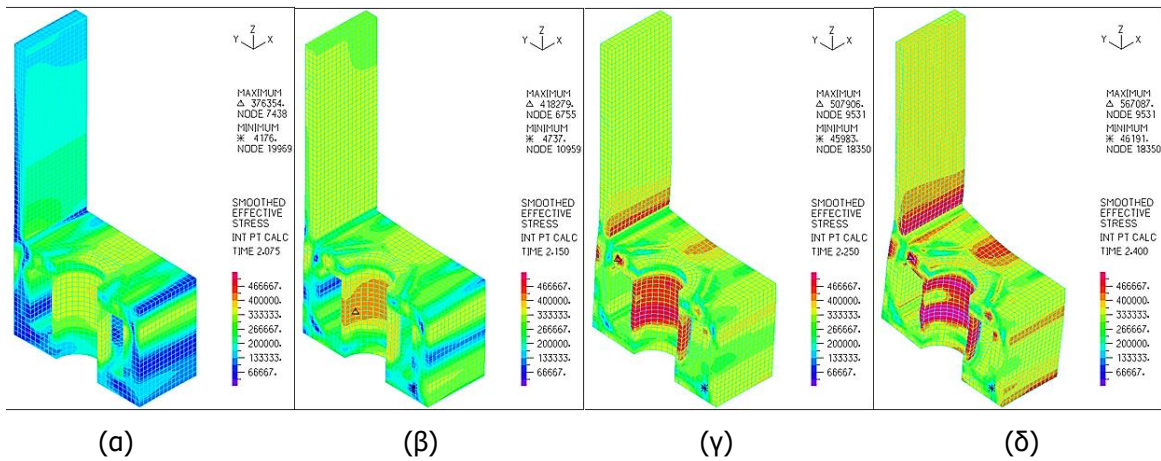 Z
Y X
MAXIMUM
Δ 376354.
NODE 7438
MINIMUM
* 4176.
NODE 19969
SMOOTHED
EFFECTIVE
STRESS
INT PT CALC
TIME 2.075
466667.
400000.
333333.
266667.
200000.
133333.
66667.
(α)
Z
Y X
MAXIMUM
Δ 418279.
NODE 6755
MINIMUM
* 4737.
NODE 10959
SMOOTHED
EFFECTIVE
STRESS
INT PT CALC
TIME 2.150
466667.
400000.
333333.
266667.
200000.
133333.
66667.
(β)
Z
Y X
MAXIMUM
Δ 507906.
NODE 9531
MINIMUM
* 45983.
NODE 18350
SMOOTHED
EFFECTIVE
STRESS
INT PT CALC
TIME 2.250
466667.
400000.
333333.
266667.
200000.
133333.
66667.
(γ)
Z
Y X
MAXIMUM
Δ 567087.
NODE 9531
MINIMUM
* 46191.
NODE 18350
SMOOTHED
EFFECTIVE
STRESS
INT PT CALC
TIME 2.400
466667.
400000.
333333.
266667.
200000.
133333.
66667.
(δ)